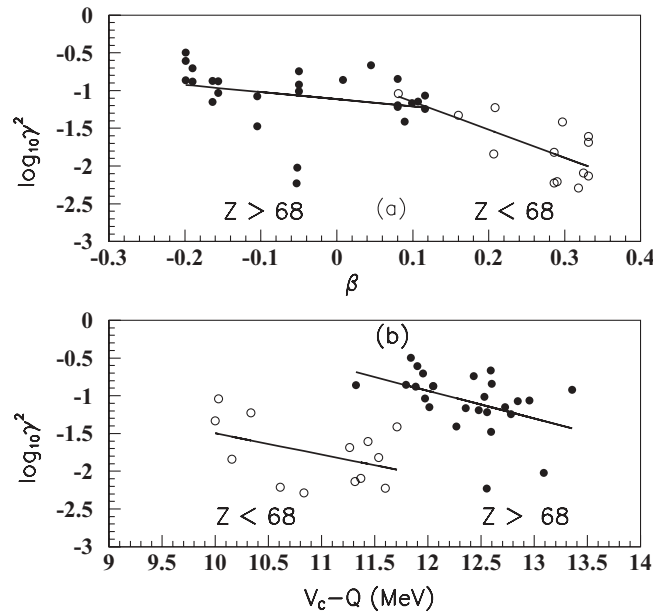 0
-0.5
-1
-1.5
-2
-2.5
-3
log₁₀γ²
Z > 68 (a) Z < 68
-0.3 -0.2 -0.1 0 0.1 0.2 0.3 0.4
β
0
-0.5
-1
-1.5
-2
-2.5
-3
log₁₀γ²
(b)
Z < 68 Z > 68
9 9.5 10 10.5 11 11.5 12 12.5 13 13.5 14
V_c-Q (MeV)